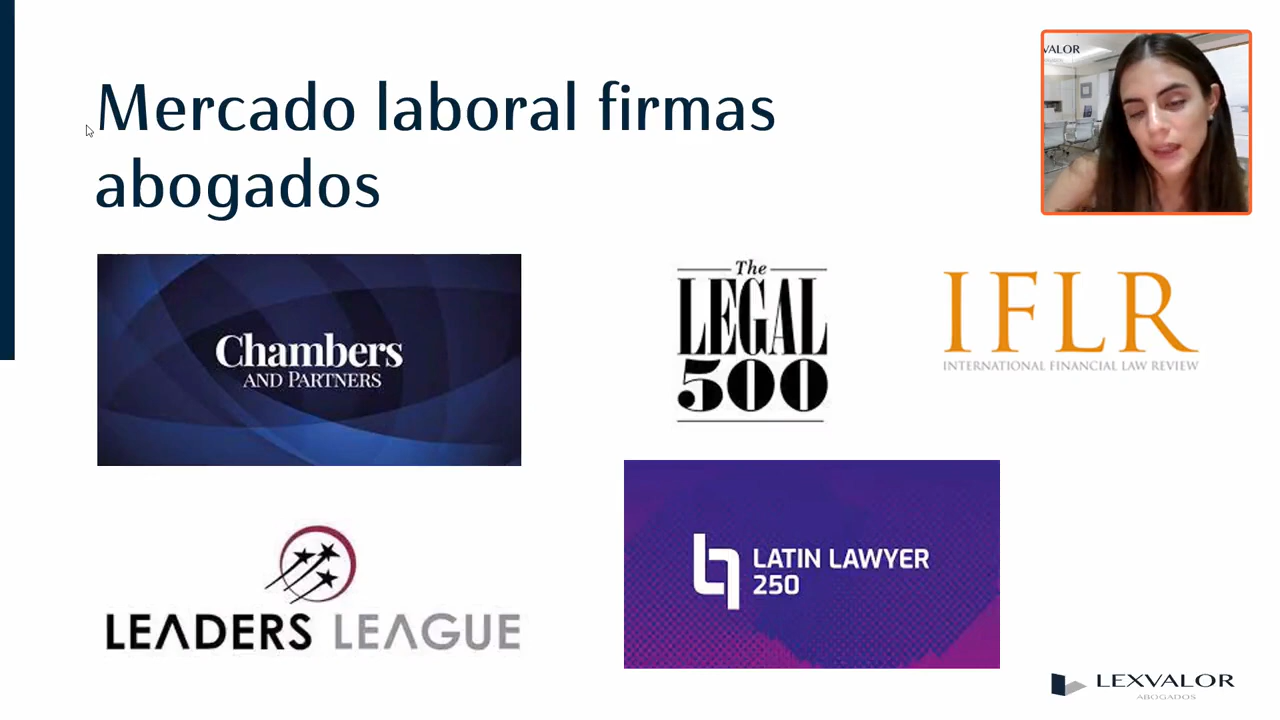 Mercado laboral firmas
abogados
VALOR
Chambers
AND PARTNERS
The
LEGAL
500
IFLR
INTERNATIONAL FINANCIAL LAW REVIEW
LEADERS LEAGUE
LATIN LAWYER
250
LEXVALOR
ABOGADOS